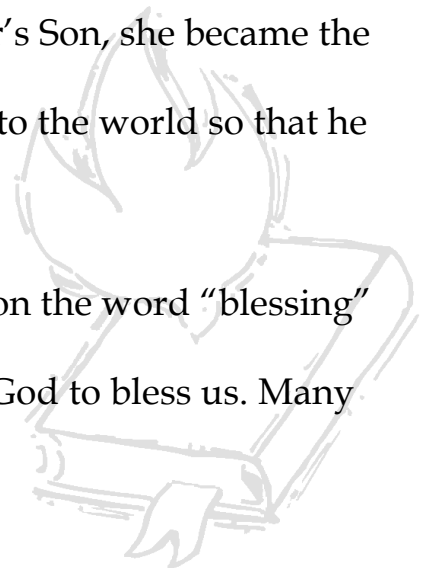 r’s Son, she became the
to the world so that he
on the word “blessing”
God to bless us. Many